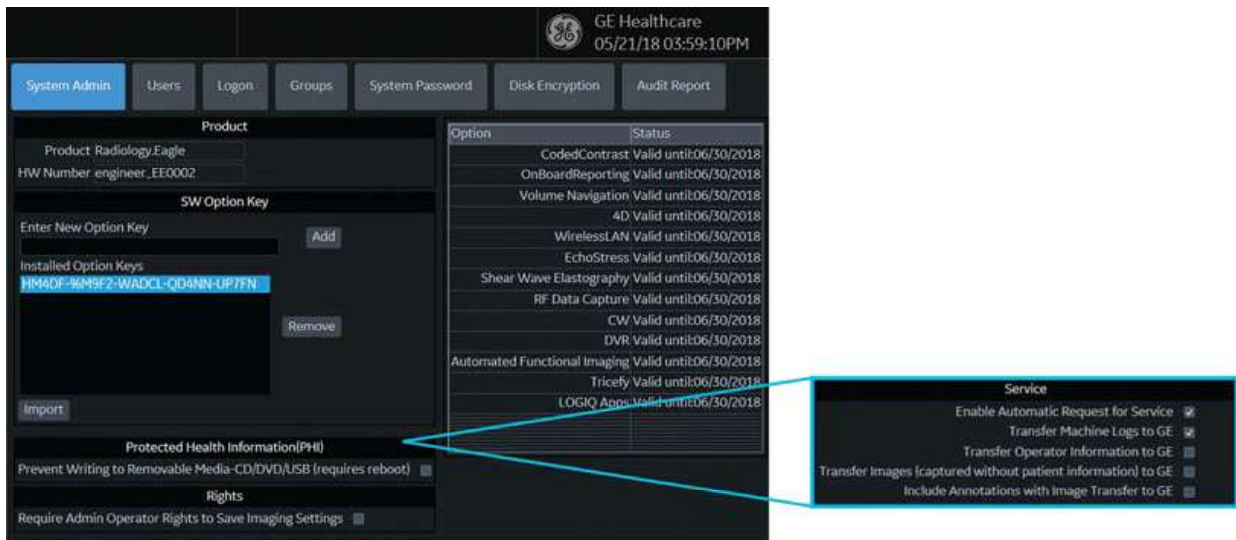 GE Healthcare
05/21/18 03:59:10PM
System Admin
Users
Logon
Groups
System Password
Disk Encryption
Audit Report
Product
Product Radiology.Eagle
HW Number engineer_EE0002
SW Option Key
Enter New Option Key
Add
Installed Option Keys
HM4DF-%M9F2-WADCL-QD4NN-UP7FN
Remove
Import
Protected Health Information(PHI)
Prevent Writing to Removable Media-CD/DVD/USB (requires reboot)
Rights
Require Admin Operator Rights to Save Imaging Settings
Option Status
CodedContrast Valid until:06/30/2018
OnBoardReporting Valid until:06/30/2018
Volume Navigation Valid until:06/30/2018
4D Valid until:06/30/2018
WirelessLAN Valid until:06/30/2018
EchoStress Valid until:06/30/2018
Shear Wave Elastography Valid until:06/30/2018
RF Data Capture Valid until:06/30/2018
CW Valid until:06/30/2018
DVR Valid until:06/30/2018
Automated Functional Imaging Valid until:06/30/2018
Tricefy Valid until:06/30/2018
LOGIQ Apps Valid until:06/30/2018
Service
Enable Automatic Request for Service
Transfer Machine Logs to GE
Transfer Operator Information to GE
Transfer Images (captured without patient information) to GE
Include Annotations with Image Transfer to GE